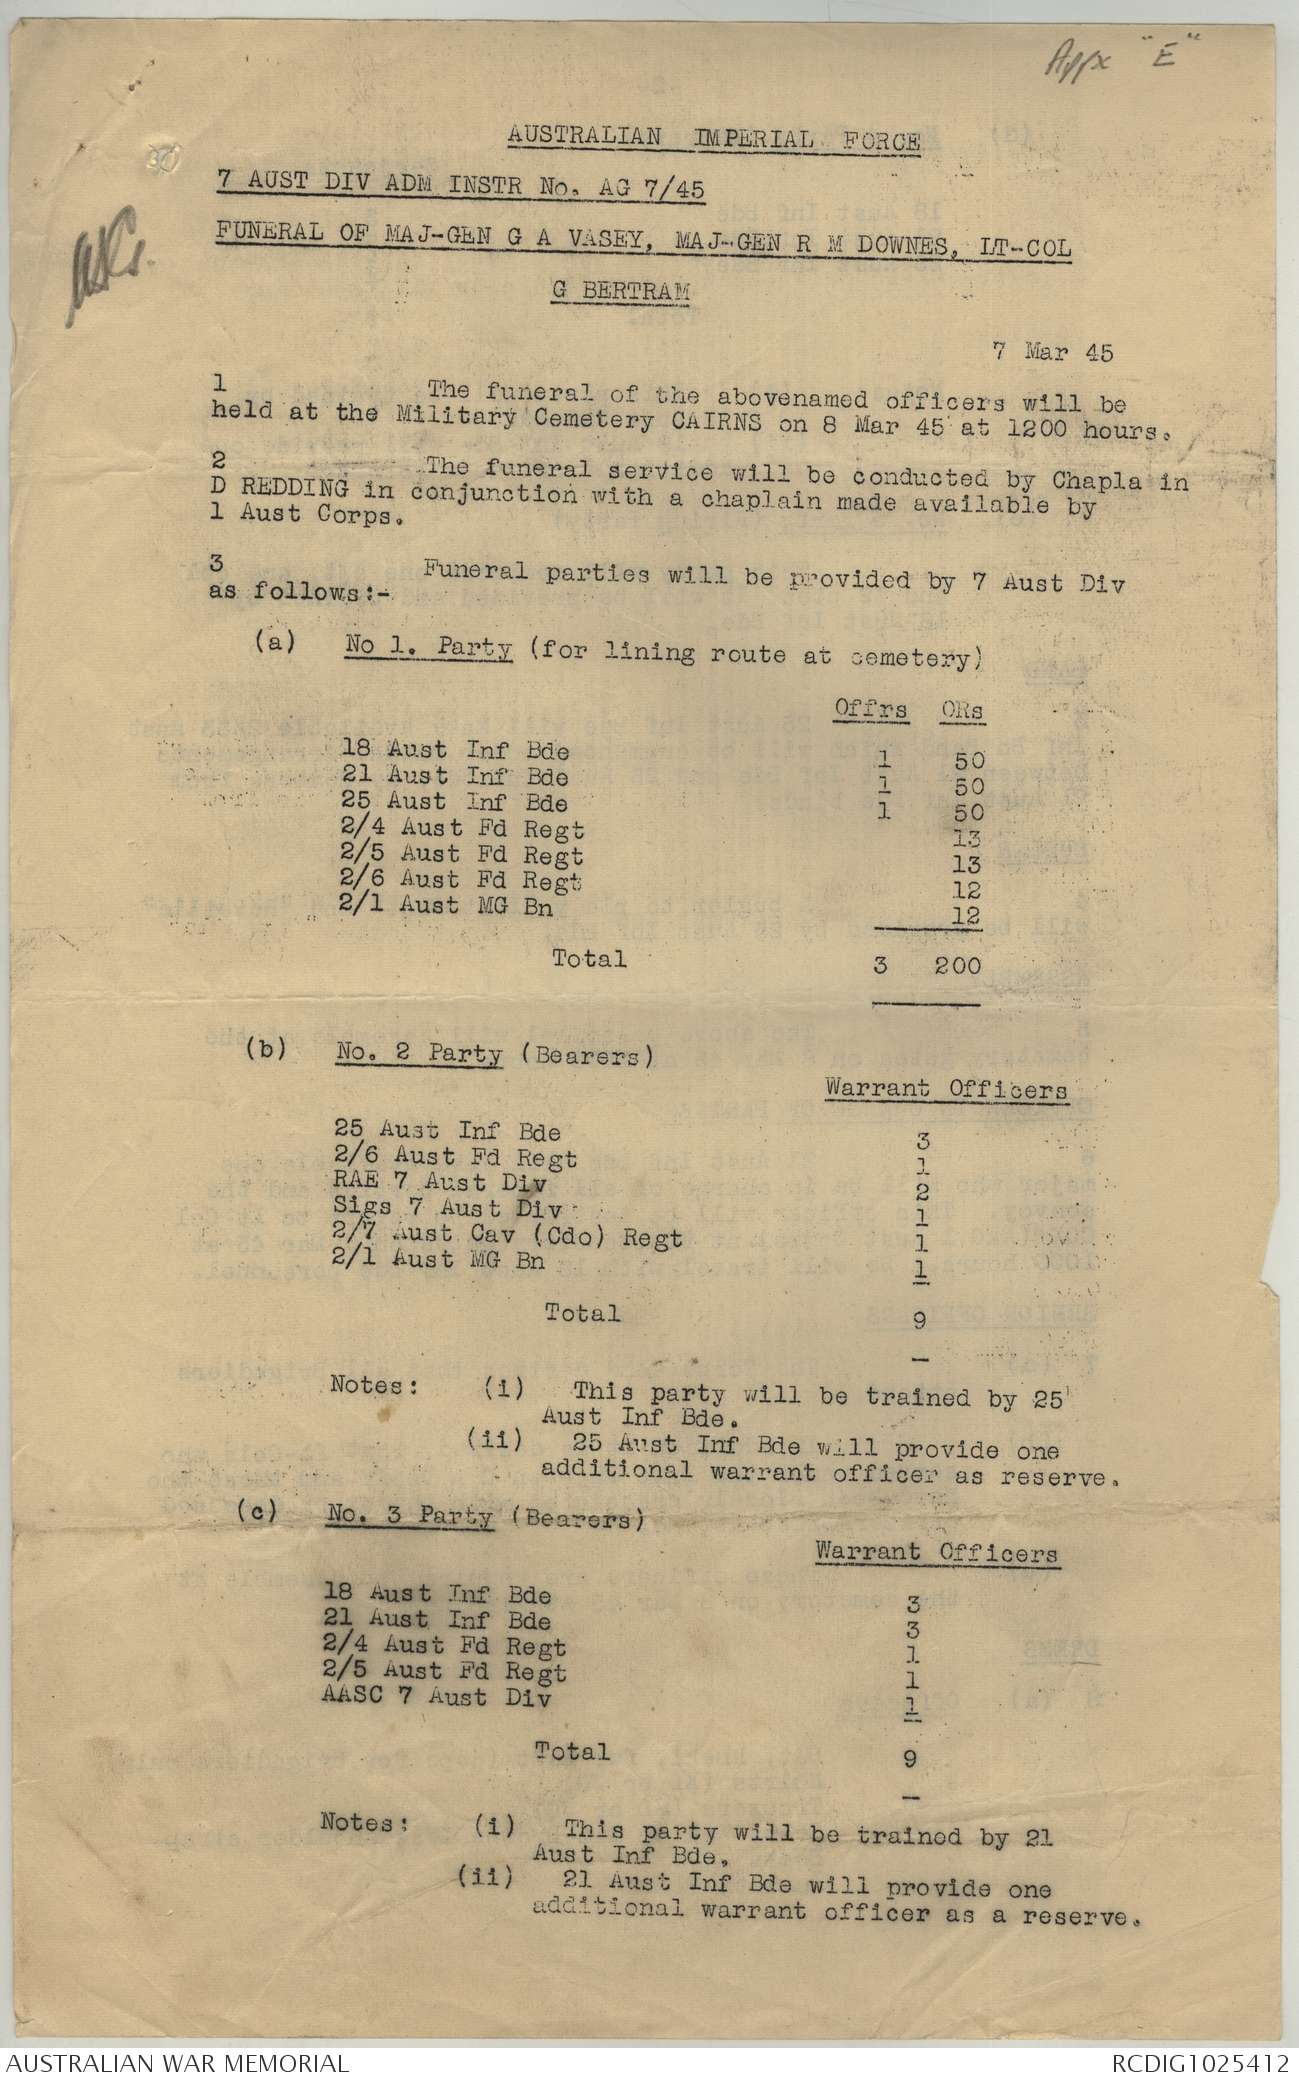 Appx "E"
30
AUSTRALIAN IMPERIAL FORCE
7 AUST DIV ADM INSTR No. AG 7/45
FUNERAL OF MAJ-GEN G A VASEY, MAJ-GEN R M DOWNES, LT-COL
G BERTRAM
7 Mar 45
1 The funeral of the abovenamed officers will be
held at the Military Cemetery CAIRNS on 8 Mar 45 at 1200 hours.
2 The funeral service will be conducted by Chapla in
D REDDING in conjunction with a chaplain made available by
1 Aust Corps.
3 Funeral parties will be provided by 7 Aust Div
as follows:-
(a) No 1. Party (for lining route at cemetery)
Offrs ORs
18 Aust Inf Bde 1 50
21 Aust Inf Bde 1 50
25 Aust Inf Bde 1 50
2/4 Aust Fd Regt 13
2/5 Aust Fd Regt 13
2/6 Aust Fd Regt 12
2/1 Aust MG Bn 12
Total 3 200
(b) No. 2 Party (Bearers)
Warrant Officers
25 Aust Inf Bde 3
2/6 Aust Fd Regt 1
RAE 7 Aust Div 2
Sigs 7 Aust Div 1
2/7 Aust Cav (Cdo) Regt 1
2/1 Aust MG Bn 1
Total 9
Notes: (i) This party will be trained by 25
Aust Inf Bde.
(ii) 25 Aust Inf Bde will provide one
additional warrant officer as reserve.
(c) No. 3 Party (Bearers)
Warrant Officers
18 Aust Inf Bde 3
21 Aust Inf Bde 3
2/4 Aust Fd Regt 1
2/5 Aust Fd Regt 1
AASC 7 Aust Div 1
Total 9
Notes: (i) This party will be trained by 21
Aust Inf Bde.
(ii) 21 Aust Inf Bde will provide one
additional warrant officer as a reserve.
AUSTRALIAN WAR MEMORIAL RCDIG1025412